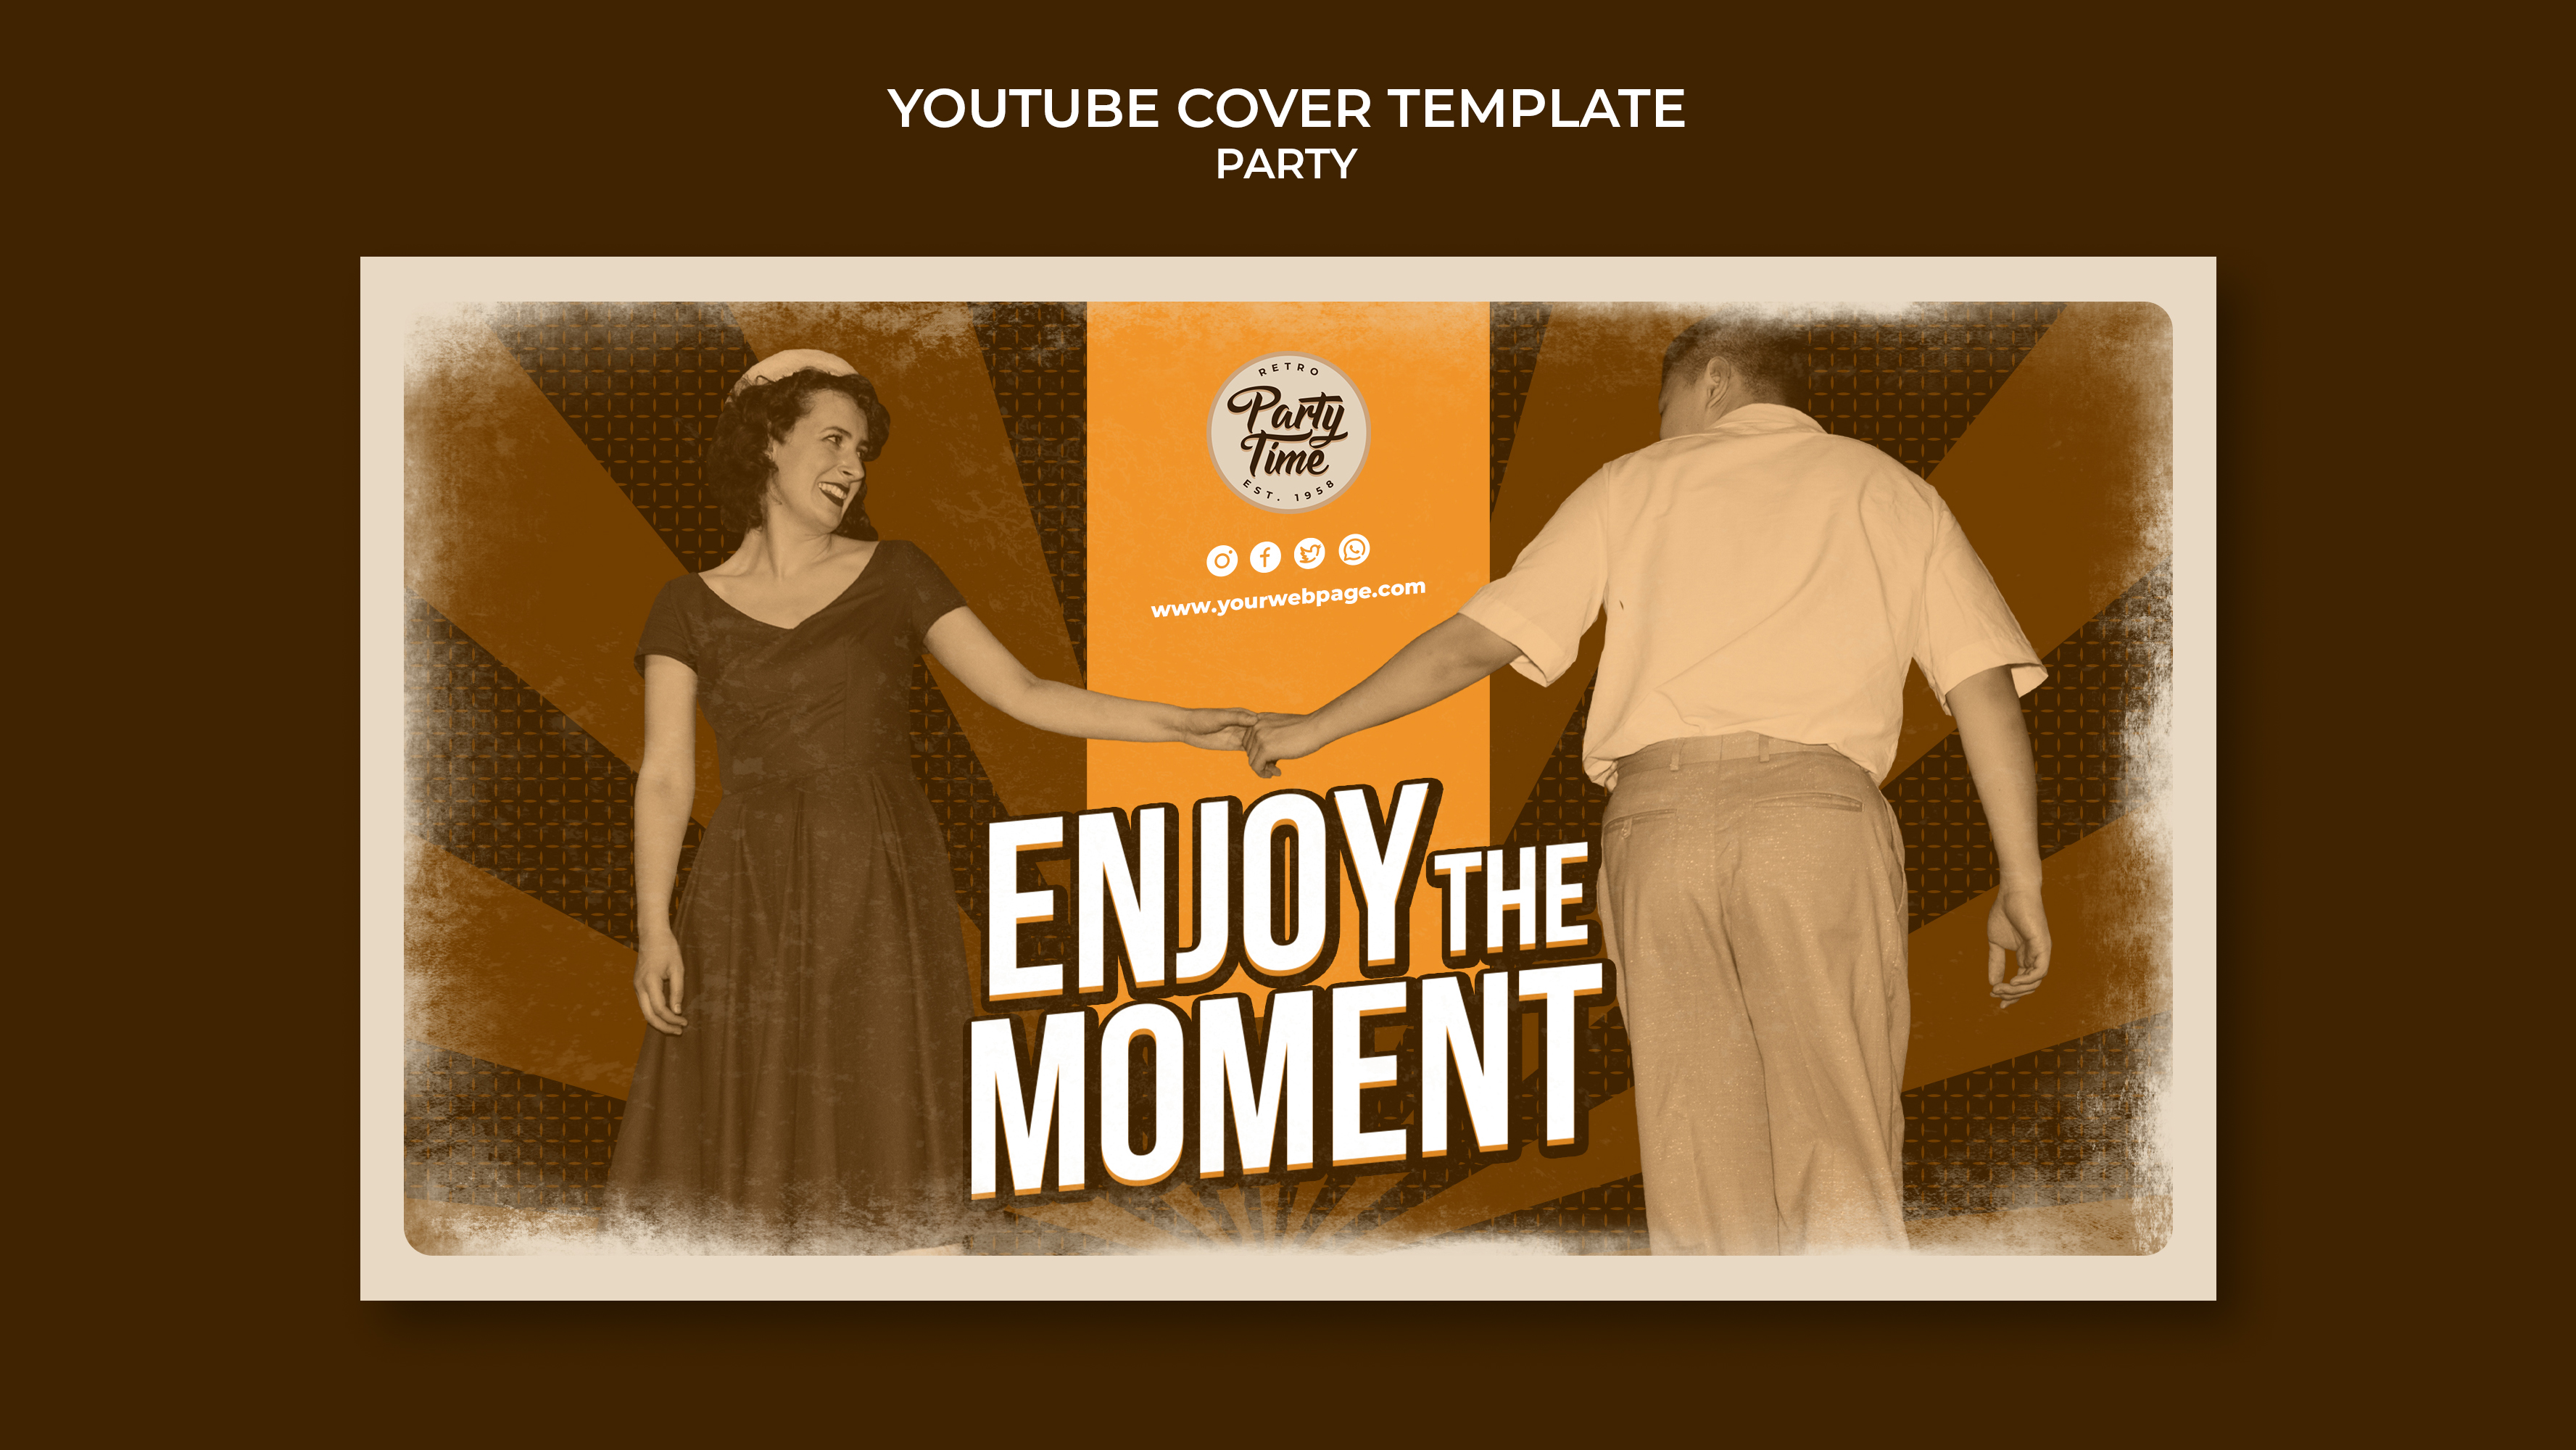 YOUTUBE COVER TEMPLATE
PARTY
RETRO
Party
Time
EST. 1958
www.yourwebpage.com
ENJOY THE
MOMENT